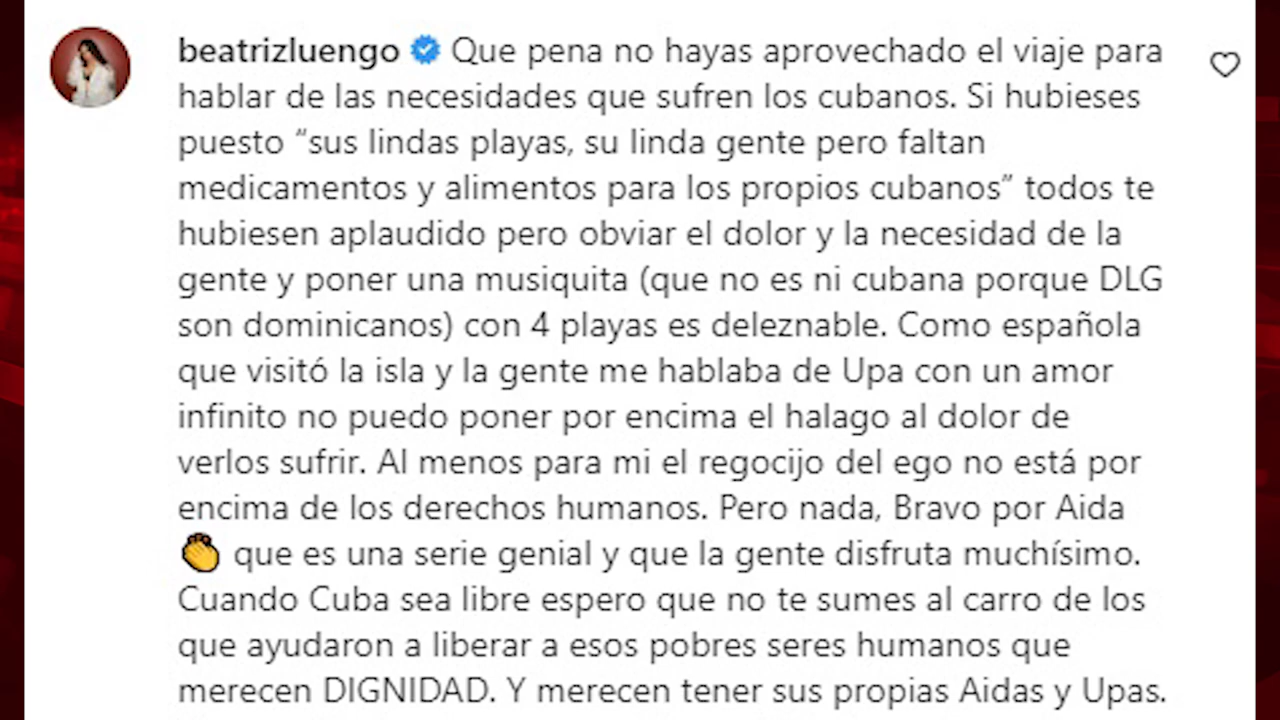 beatrizluengo Que pena no hayas aprovechado el viaje para
hablar de las necesidades que sufren los cubanos. Si hubieses
puesto “sus lindas playas, su linda gente pero faltan
medicamentos y alimentos para los propios cubanos” todos te
hubiesen aplaudido pero obviar el dolor y la necesidad de la
gente y poner una musiquita (que no es ni cubana porque DLG
son dominicanos) con 4 playas es deleznable. Como española
que visitó la isla y la gente me hablaba de Upa con un amor
infinito no puedo poner por encima el halago al dolor de
verlos sufrir. Al menos para mi el regocijo del ego no está por
encima de los derechos humanos. Pero nada, Bravo por Aida
👏 que es una serie genial y que la gente disfruta muchísimo.
Cuando Cuba sea libre espero que no te sumes al carro de los
que ayudaron a liberar a esos pobres seres humanos que
merecen DIGNIDAD. Y merecen tener sus propias Aidas y Upas.